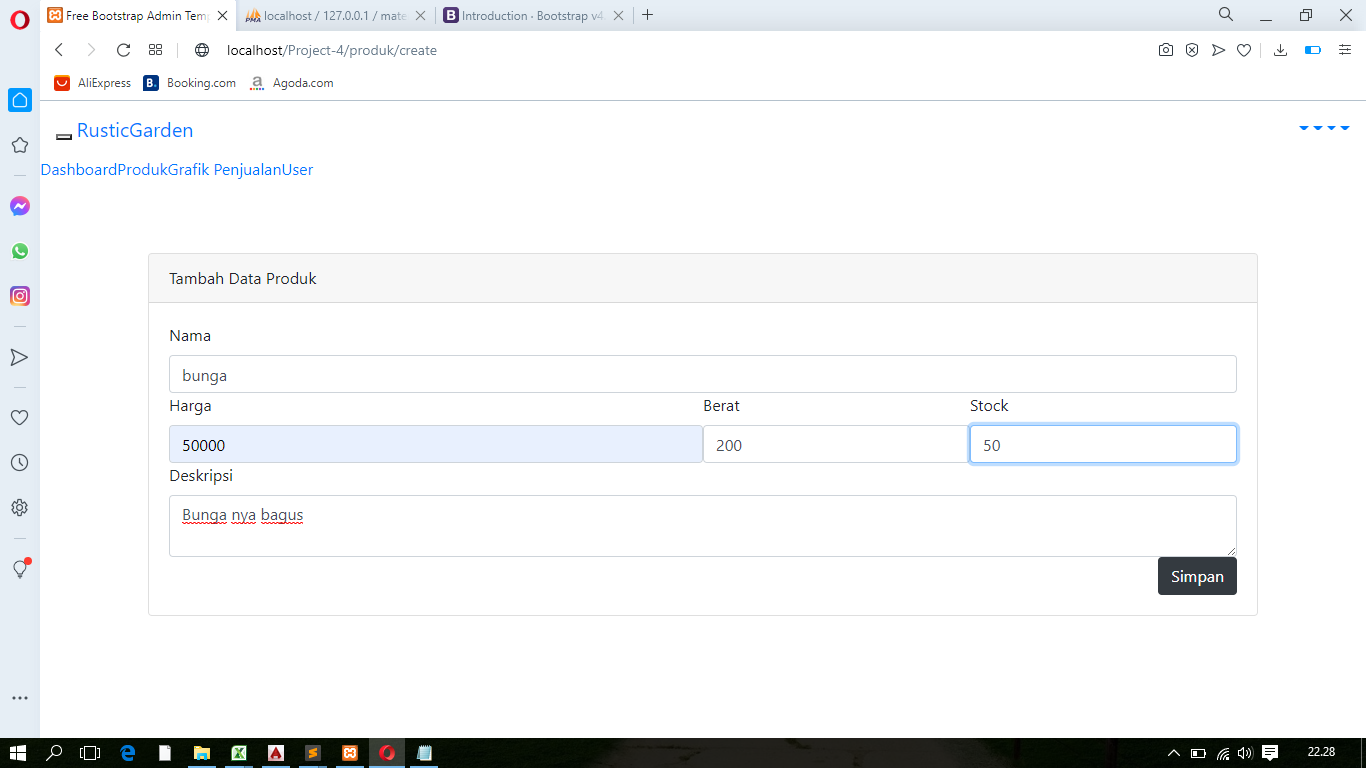 Free Bootstrap Admin Temp
localhost / 127.0.0.1 / mate
Introduction · Bootstrap v4
localhost/Project-4/produk/create
AliExpress
Booking.com
Agoda.com
RusticGarden
DashboardProdukGrafik PenjualanUser
Tambah Data Produk
Nama
bunga
Harga Berat Stock
50000 200 50
Deskripsi
Bunga nya bagus
Simpan
22.28